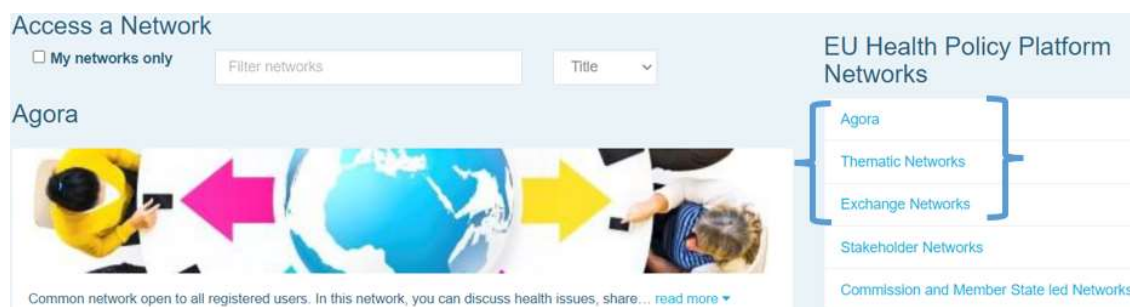 Access a Network
My networks only
Filter networks
Title
Agora
Common network open to all registered users. In this network, you can discuss health issues, share… read more
EU Health Policy Platform
Networks
Agora
Thematic Networks
Exchange Networks
Stakeholder Networks
Commission and Member State led Networks